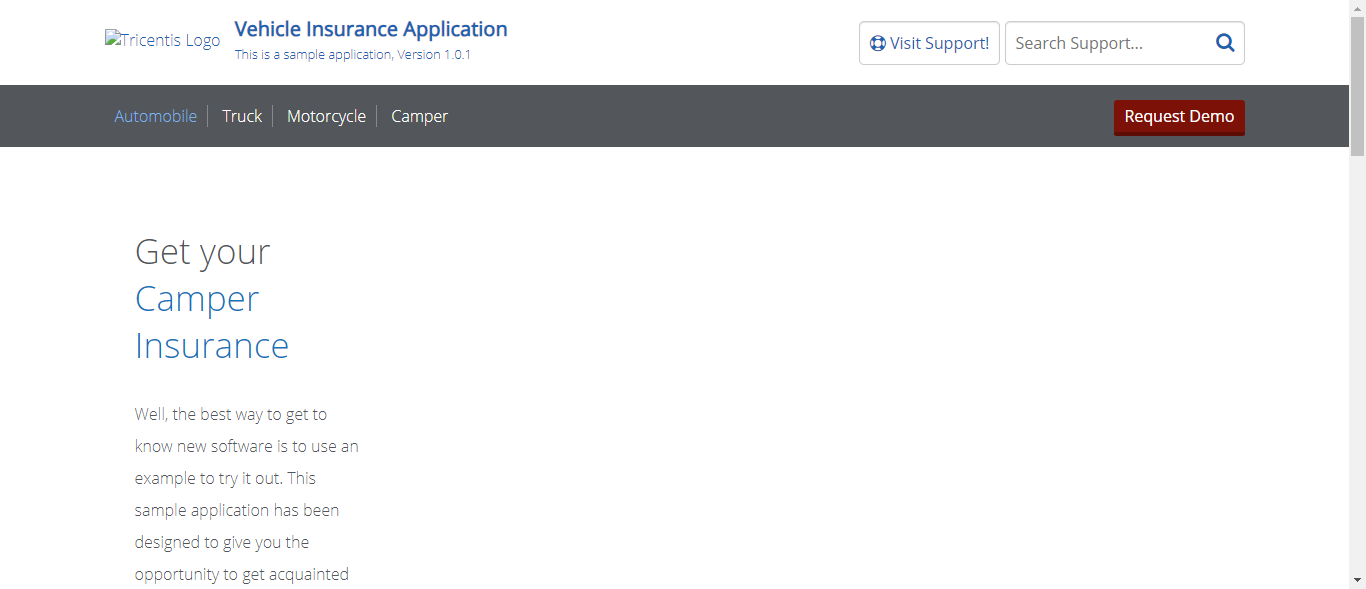 Tricentis Logo
Vehicle Insurance Application
This is a sample application, Version 1.0.1
Visit Support!
Search Support...
Automobile
Truck
Motorcycle
Camper
Request Demo
Get your
Camper
Insurance
Well, the best way to get to
know new software is to use an
example to try it out. This
sample application has been
designed to give you the
opportunity to get acquainted